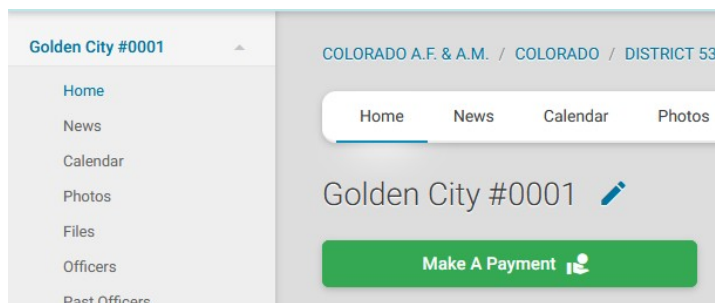 Golden City #0001
Home
News
Calendar
Photos
Files
Officers
Past Officers
COLORADO A.F. & A.M. / COLORADO / DISTRICT 53
Home News Calendar Photos
Golden City #0001
Make A Payment